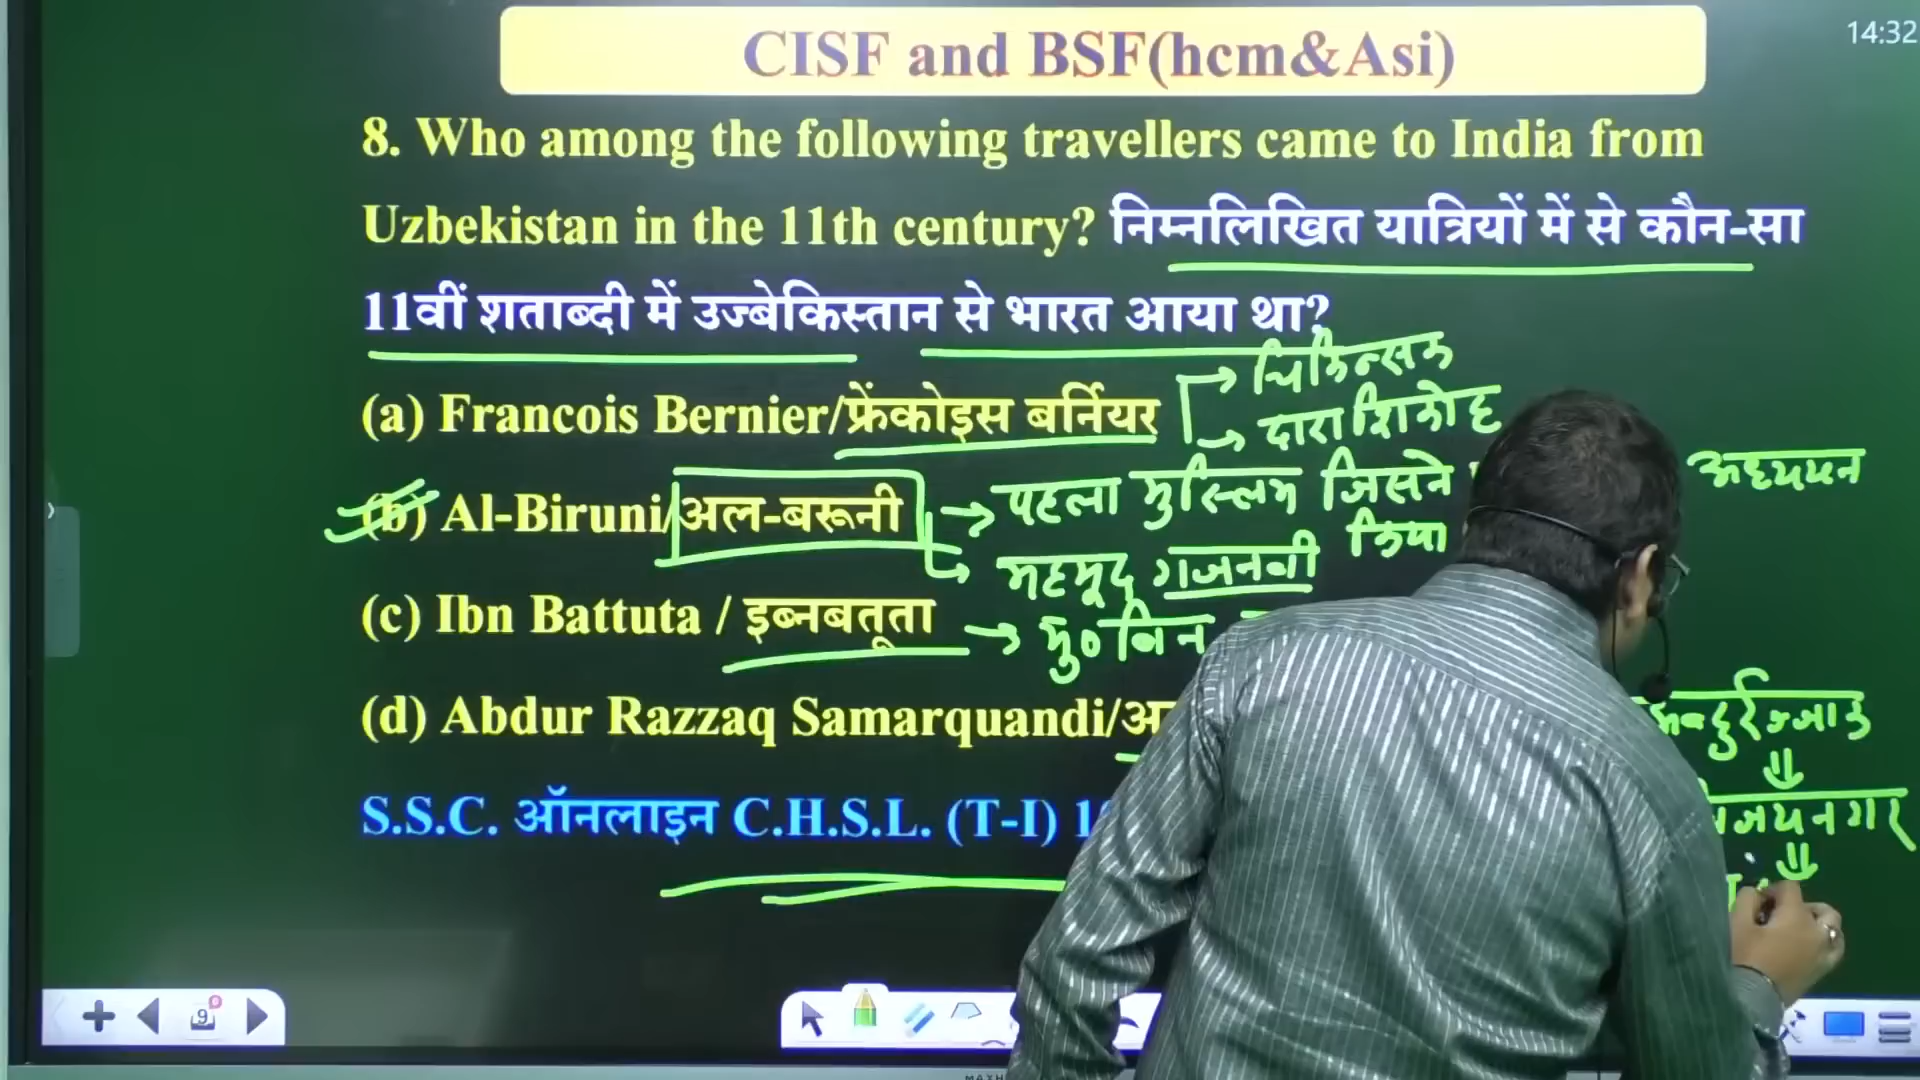 CISF and BSF(hcm&Asi)
14:32
8. Who among the following travellers came to India from
Uzbekistan in the 11th century? निम्नलिखित यात्रियों में से कौन-सा
11वीं शताब्दी में उज्बेकिस्तान से भारत आया था?
(a) Francois Bernier/फ्रेंकोइस बर्नियर
→ चिकित्सक
→ दारा शिकोह
(b) Al-Biruni/अल-बरूनी → पहला मुस्लिम जिसने
अध्ययन
किया
महमूद गजनवी
(c) Ibn Battuta / इब्नबतूता → मु० बिन
(d) Abdur Razzaq Samarquandi/
S.S.C. ऑनलाइन C.H.S.L. (T-I)
9